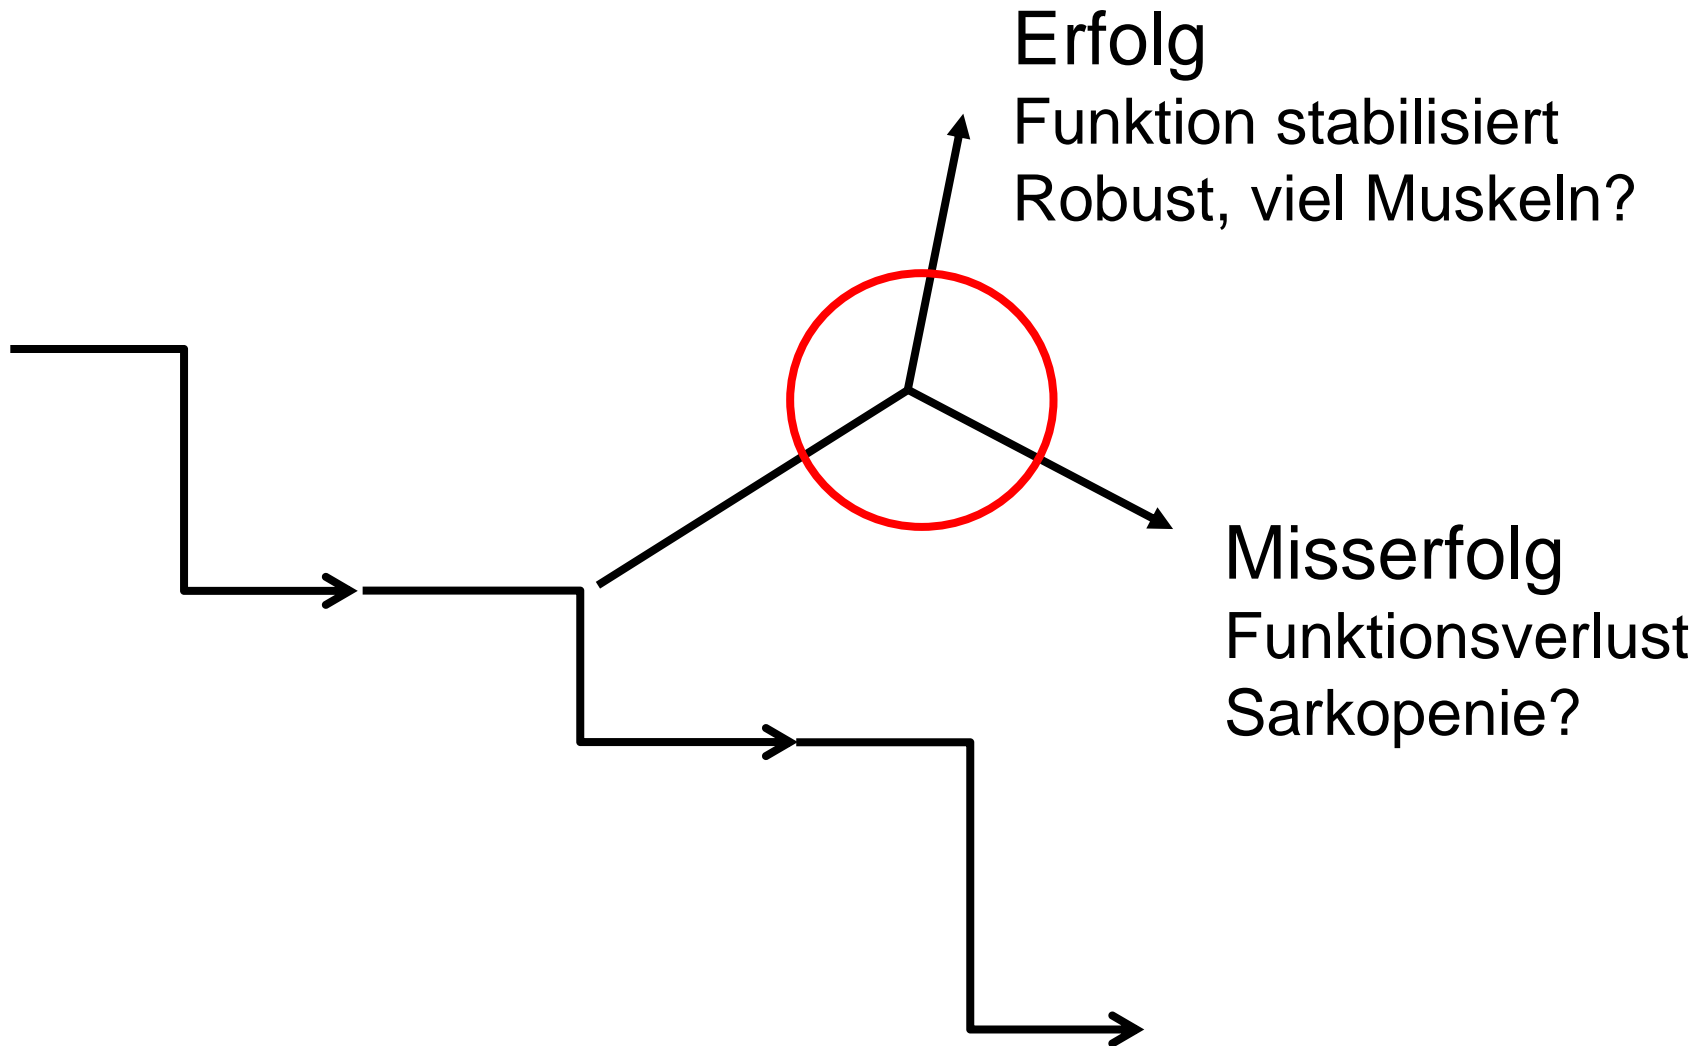 Erfolg
Funktion stabilisiert
Robust, viel Muskeln?
Misserfolg
Funktionsverlust
Sarkopenie?